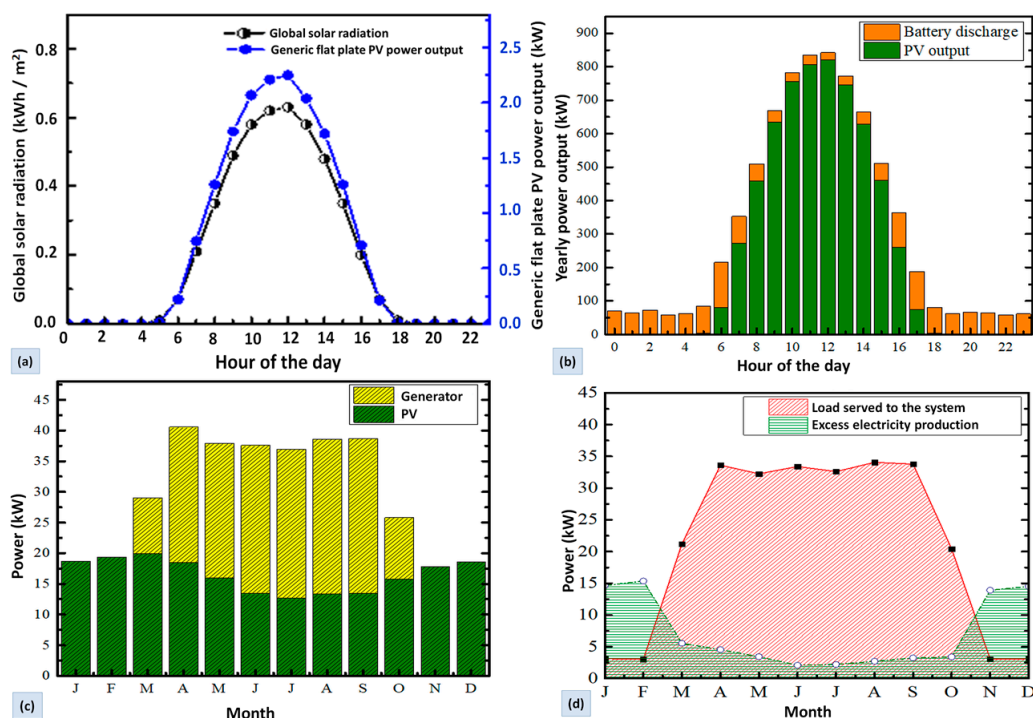 Global solar radiation
Generic flat plate PV power output
Global solar radiation (kWh / m²)
0.8
0.6
0.4
0.2
0.0
Generic flat plate PV power output (kW)
2.5
2.0
1.5
1.0
0.5
0.0
0 2 4 6 8 10 12 14 16 18 20 22
Hour of the day
(a)
Battery discharge
PV output
Yearly power output (kW)
900
800
700
600
500
400
300
200
100
0
0 2 4 6 8 10 12 14 16 18 20 22
Hour of the day
(b)
Generator
PV
Power (kW)
45
40
35
30
25
20
15
10
5
0
J F M A M J J A S O N D
Month
(c)
Load served to the system
Excess electricity production
Power (kW)
45
40
35
30
25
20
15
10
5
0
J F M A M J J A S O N D
Month
(d)